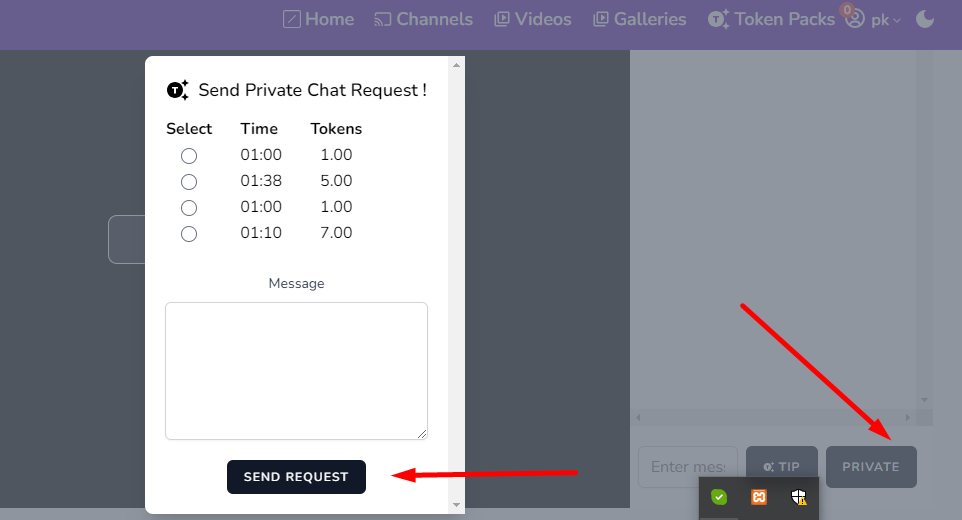 Home Channels Videos Galleries Token Packs 0 pk
T Send Private Chat Request !
Select Time Tokens
01:00 1.00
01:38 5.00
01:00 1.00
01:10 7.00
Message
SEND REQUEST
Enter mes
TIP
PRIVATE